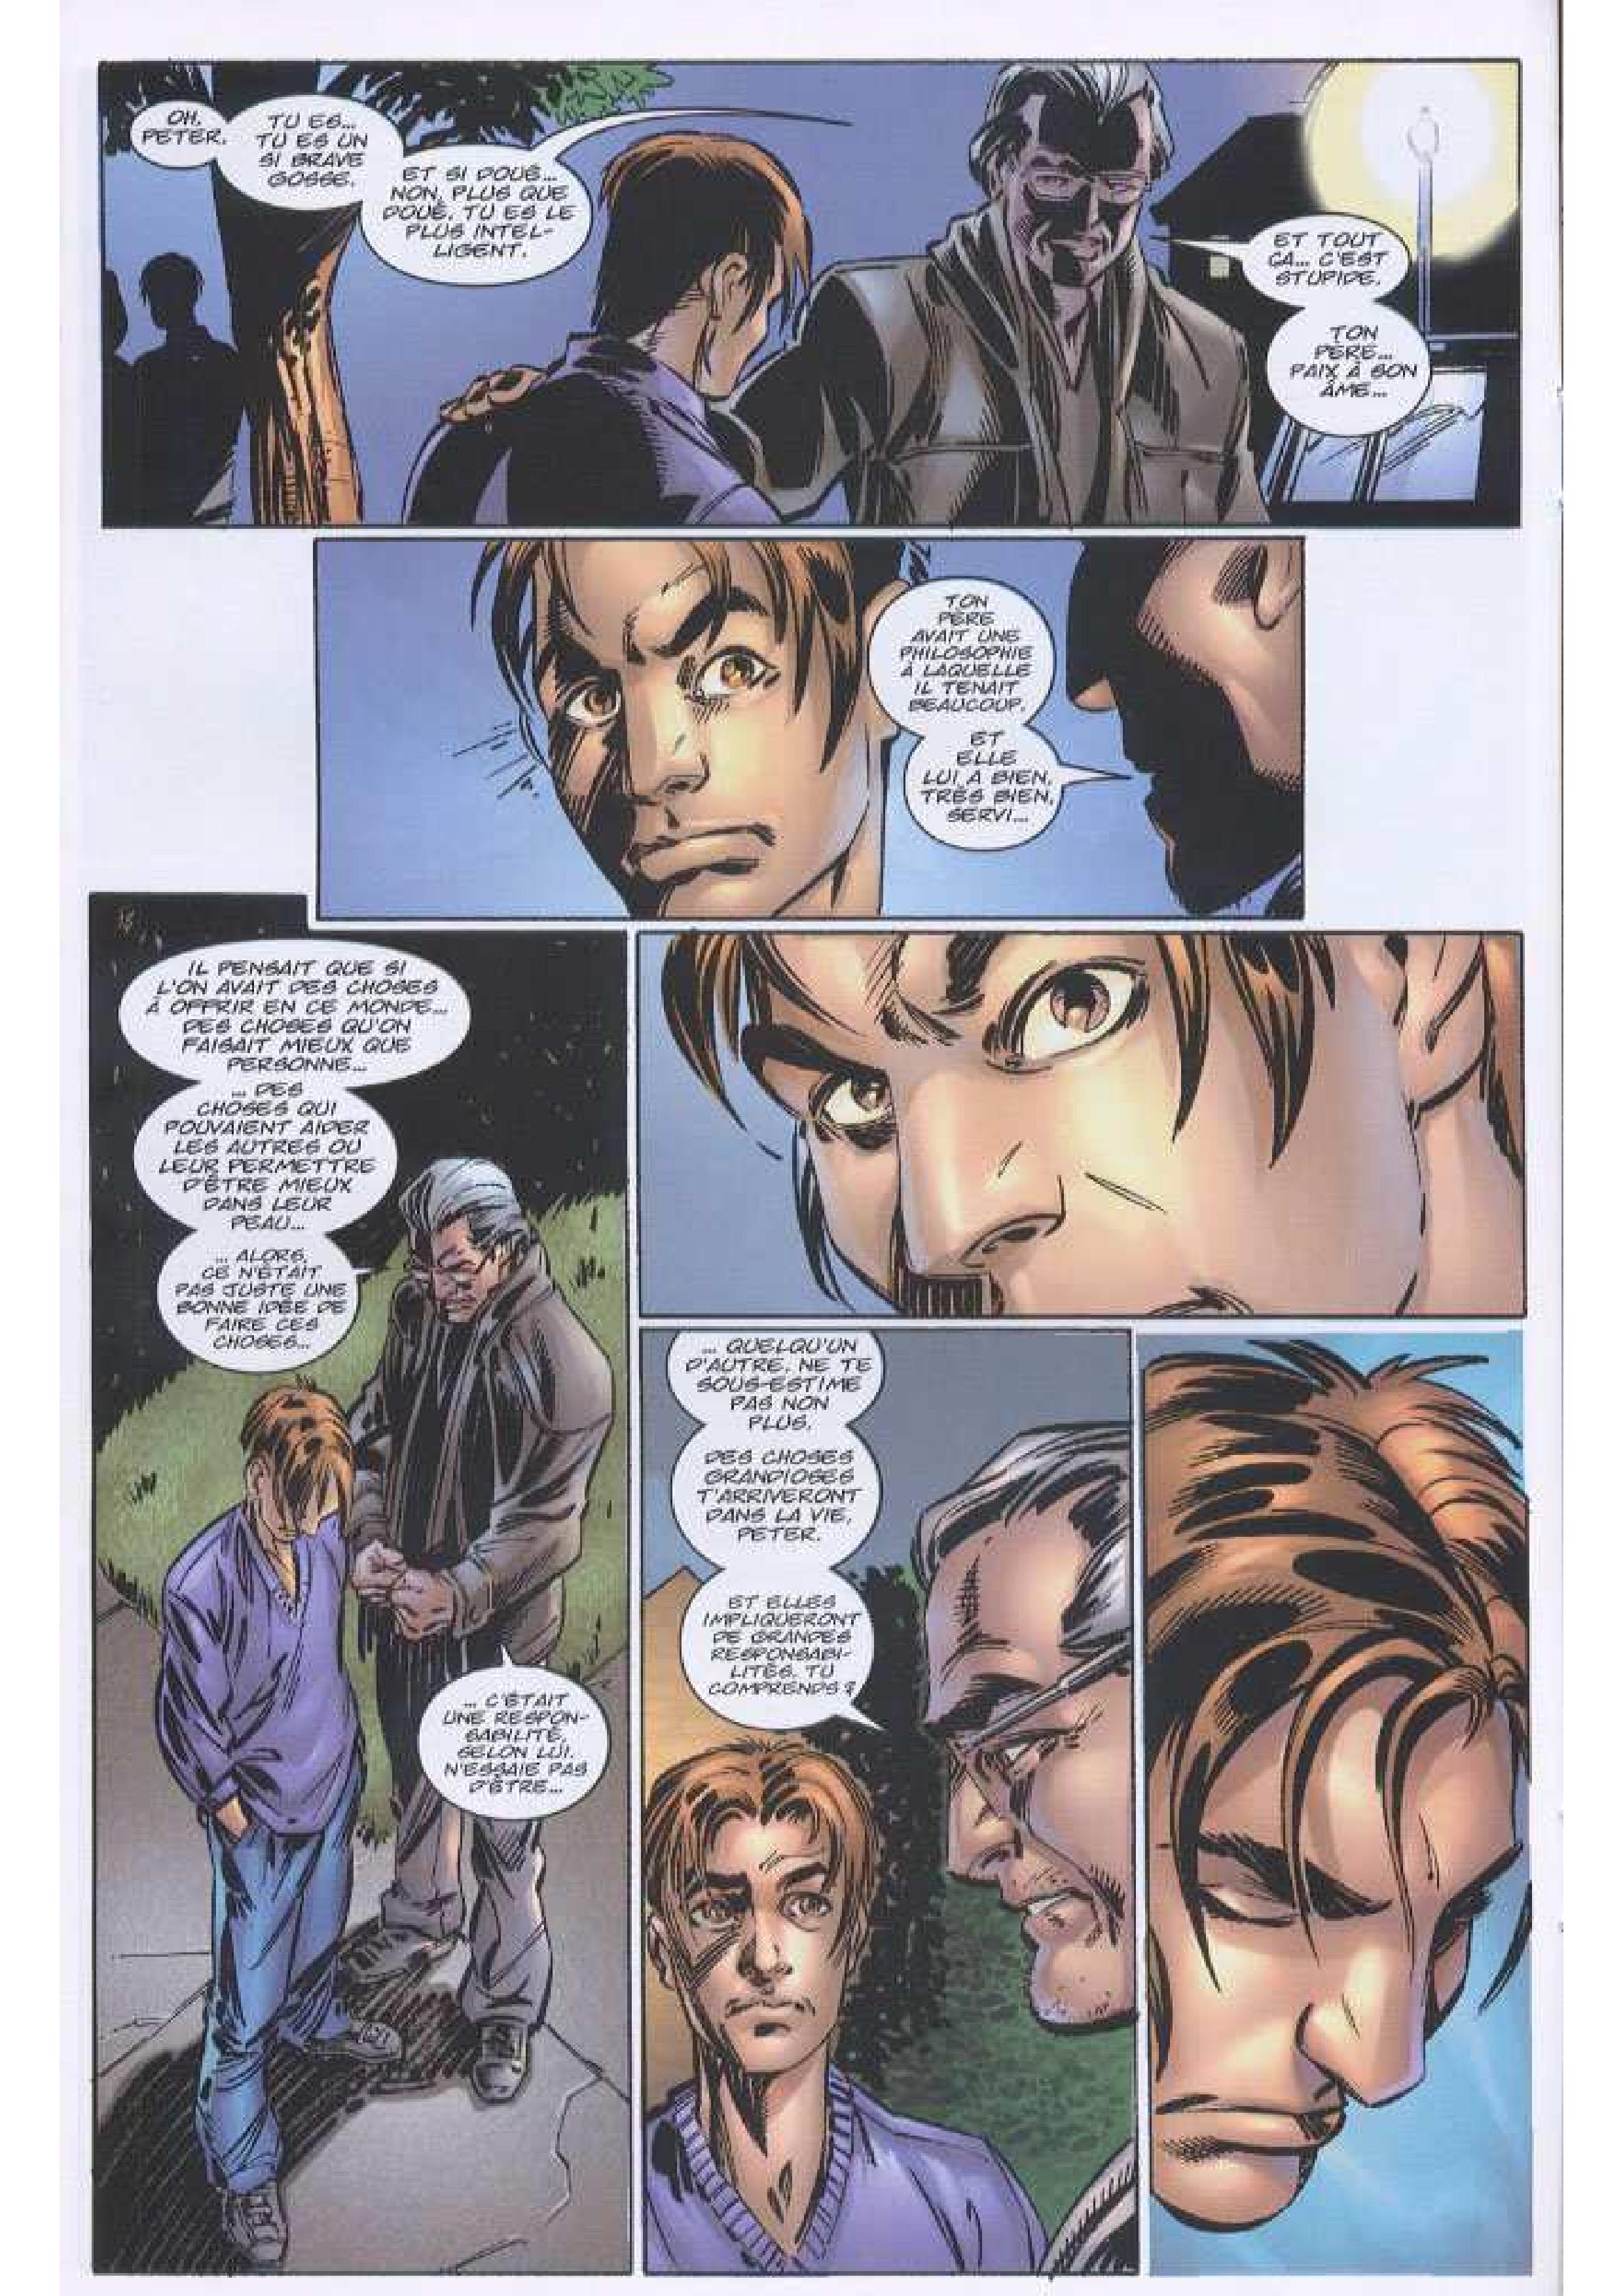 OH,
PETER.
TU ES...
TU ES UN
SI BRAVE
GOSSE.
ET SI DOUÉ...
NON, PLUS QUE
DOUÉ. TU ES LE
PLUS INTEL-
LIGENT.
ET TOUT
ÇA... C'EST
STUPIDE.
TON
PÈRE...
PAIX À SON
ÂME...
TON
PÈRE
AVAIT UNE
PHILOSOPHIE
À LAQUELLE
IL TENAIT
BEAUCOUP.
ET
ELLE
LUI A BIEN,
TRÈS BIEN,
SERVI...
IL PENSAIT QUE SI
L'ON AVAIT DES CHOSES
À OFFRIR EN CE MONDE...
DES CHOSES QU'ON
FAISAIT MIEUX QUE
PERSONNE...
... DES
CHOSES QUI
POUVAIENT AIDER
LES AUTRES OU
LEUR PERMETTRE
D'ÊTRE MIEUX
DANS LEUR
PEAU...
... ALORS,
CE N'ÉTAIT
PAS JUSTE UNE
BONNE IDÉE DE
FAIRE CES
CHOSES...
... C'ÉTAIT
UNE RESPON-
SABILITÉ,
SELON LUI.
N'ESSAIE PAS
D'ÊTRE...
... QUELQU'UN
D'AUTRE. NE TE
SOUS-ESTIME
PAS NON
PLUS.
DES CHOSES
GRANDIOSES
T'ARRIVERONT
DANS LA VIE,
PETER.
ET ELLES
IMPLIQUERONT
DE GRANDES
RESPONSABI-
LITÉS. TU
COMPRENDS ?